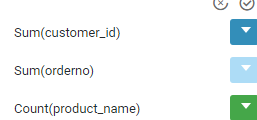 Sum(customer_id)
Sum(orderno)
Count(product_name)